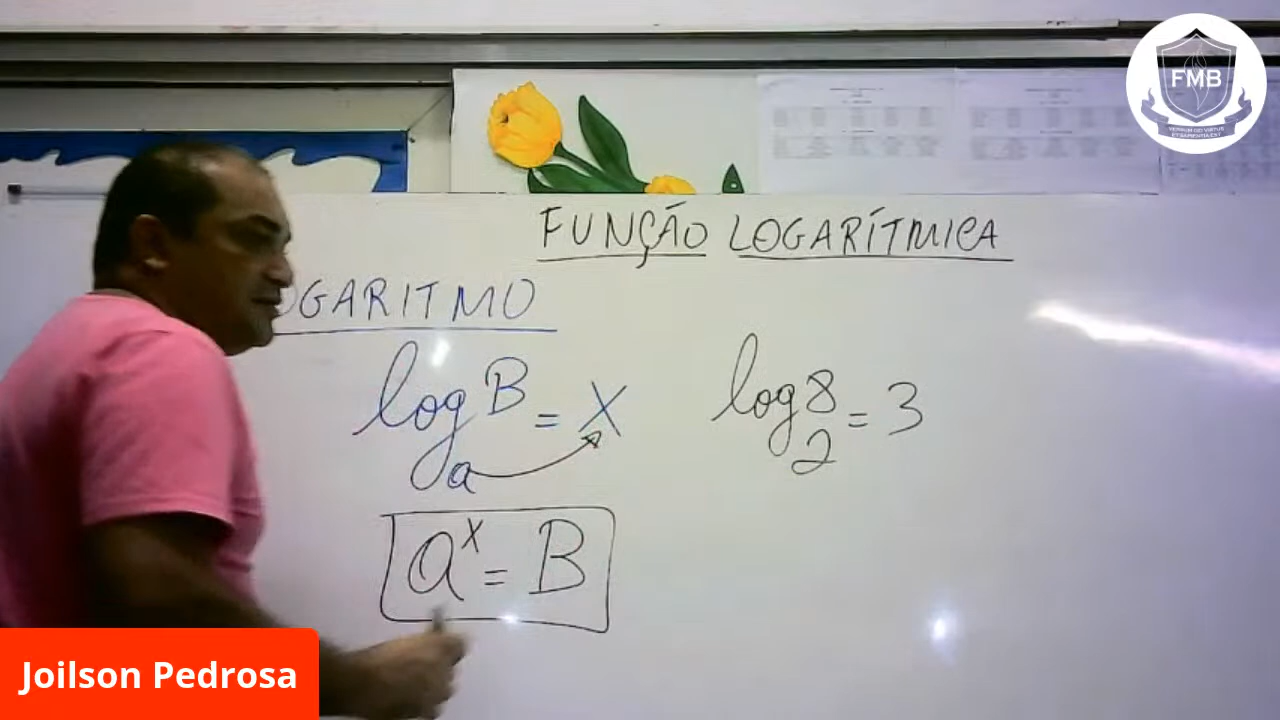 FMB
FUNÇÃO LOGARÍTMICA
OGARITMO
log B = X
a
log 8 = 3
2
a^x = B
Joilson Pedrosa